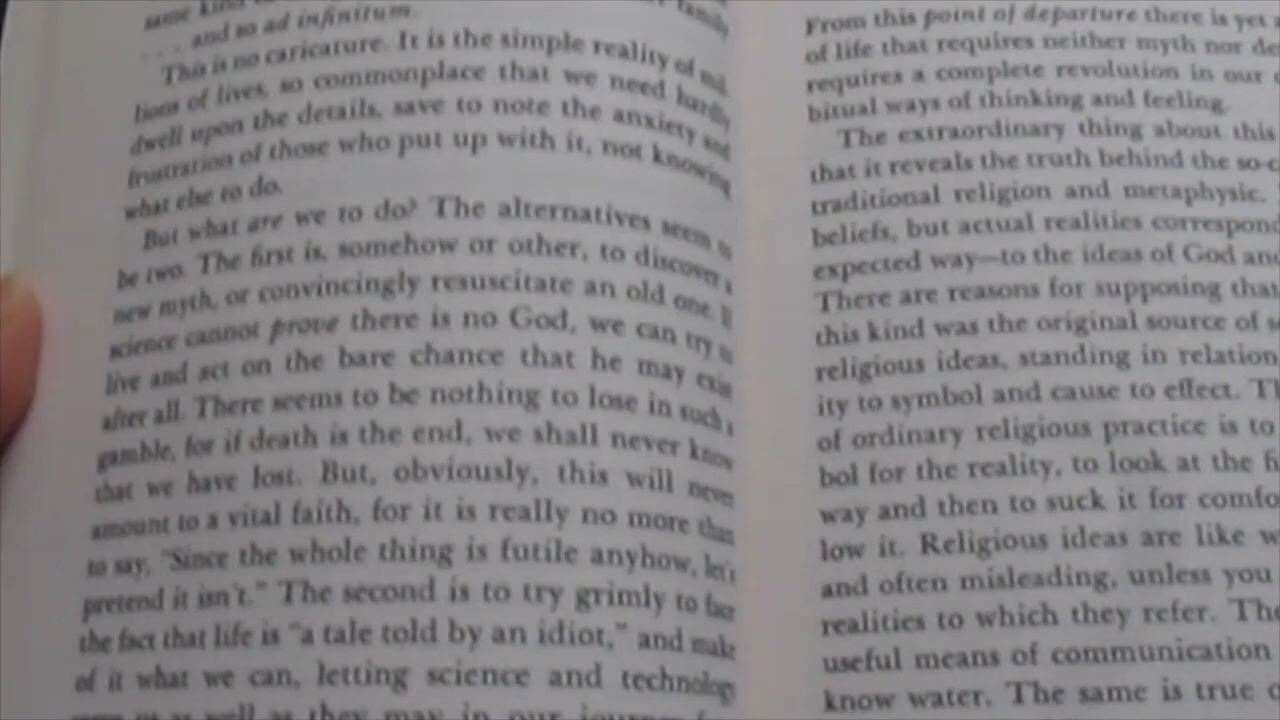 same kind
family
. . . and so ad infinitum.
This is no caricature. It is the simple reality of mil-
lions of lives, so commonplace that we need hardly
dwell upon the details, save to note the anxiety and
frustration of those who put up with it, not knowing
what else to do.
But what are we to do? The alternatives seem to
be two. The first is, somehow or other, to discover a
new myth, or convincingly resuscitate an old one. If
science cannot prove there is no God, we can try to
live and act on the bare chance that he may exist
after all. There seems to be nothing to lose in such a
gamble, for if death is the end, we shall never know
that we have lost. But, obviously, this will never
amount to a vital faith, for it is really no more than
to say, "Since the whole thing is futile anyhow, let's
pretend it isn't." The second is to try grimly to face
the fact that life is "a tale told by an idiot," and make
of it what we can, letting science and technology
as well as they may in our journey
From this point of departure there is yet
of life that requires neither myth nor
requires a complete revolution in our
bitual ways of thinking and feeling.
The extraordinary thing about this
that it reveals the truth behind the so-c
traditional religion and metaphysic.
beliefs, but actual realities correspond
expected way—to the ideas of God and
There are reasons for supposing that
this kind was the original source of
religious ideas, standing in relation
ity to symbol and cause to effect. Th
of ordinary religious practice is to
bol for the reality, to look at the fi
way and then to suck it for comfo
low it. Religious ideas are like w
and often misleading, unless you
realities to which they refer. The
useful means of communication
know water. The same is true o